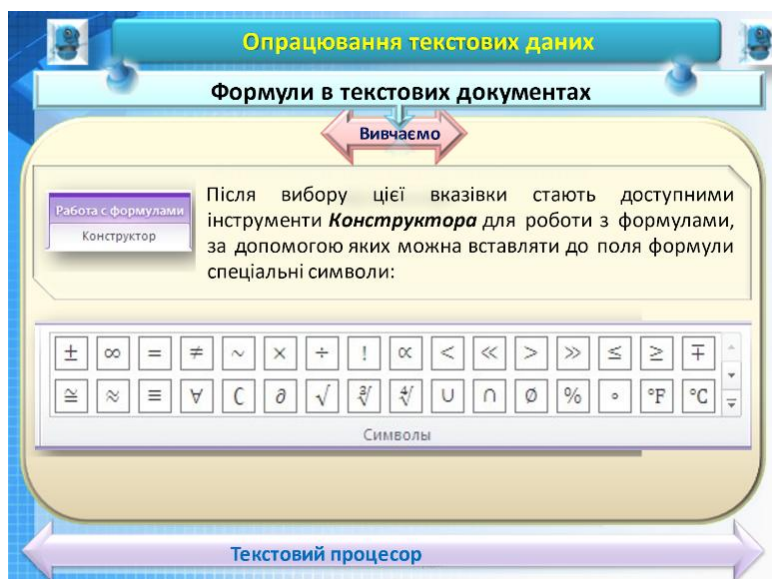 Опрацювання текстових даних
Формули в текстових документах
Вивчаємо
Работа с формулами
Конструктор
Після вибору цієї вказівки стають доступними
інструменти Конструктора для роботи з формулами,
за допомогою яких можна вставляти до поля формули
спеціальні символи:
± ∞ = ≠ ~ × ÷ ! ∝ < ≪ > ≫ ≤ ≥ ∓
≅ ≈ ≡ ∀ ∁ ∂ √ ∛ ∜ ∪ ∩ ∅ % ° °F °C
Символы
Текстовий процесор